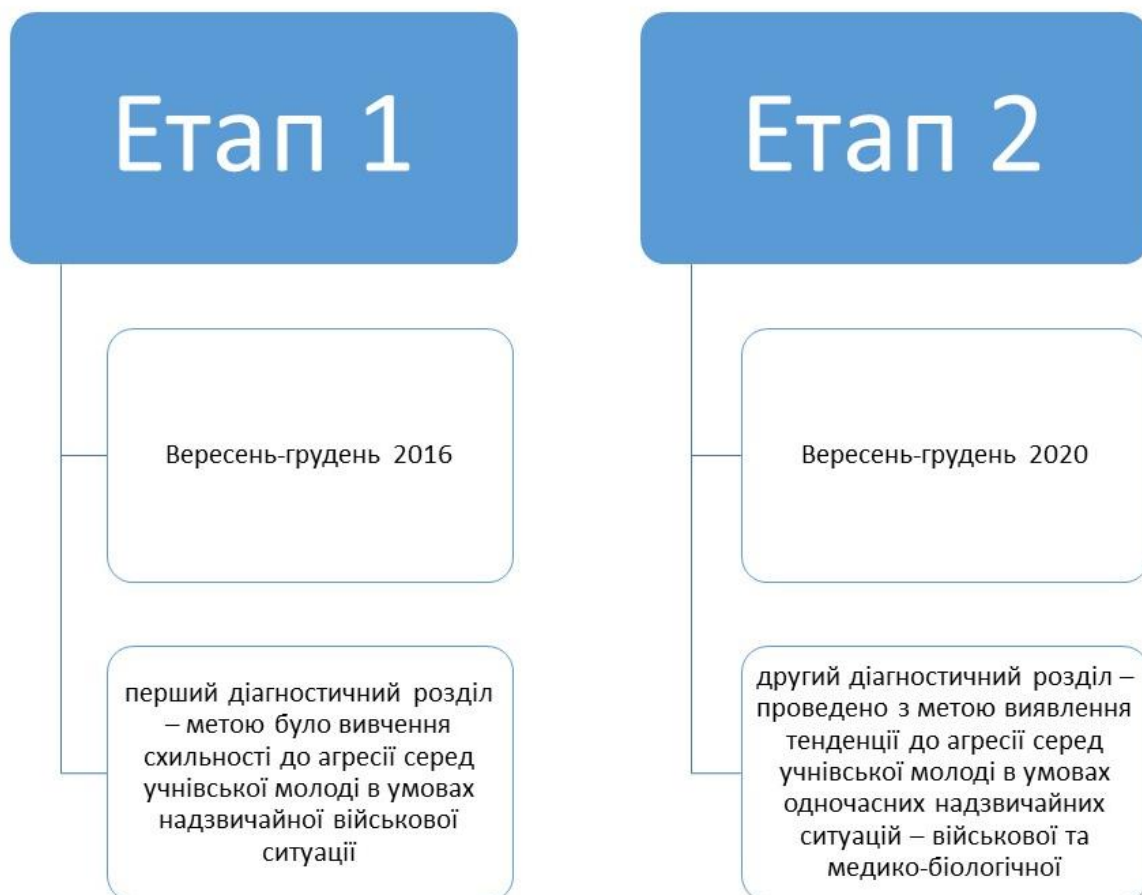 Етап 1
Вересень-грудень 2016
перший діагностичний розділ
– метою було вивчення
схильності до агресії серед
учнівської молоді в умовах
надзвичайної військової
ситуації
Етап 2
Вересень-грудень 2020
другий діагностичний розділ –
проведено з метою виявлення
тенденції до агресії серед
учнівської молоді в умовах
одночасних надзвичайних
ситуацій – військової та
медико-біологічної